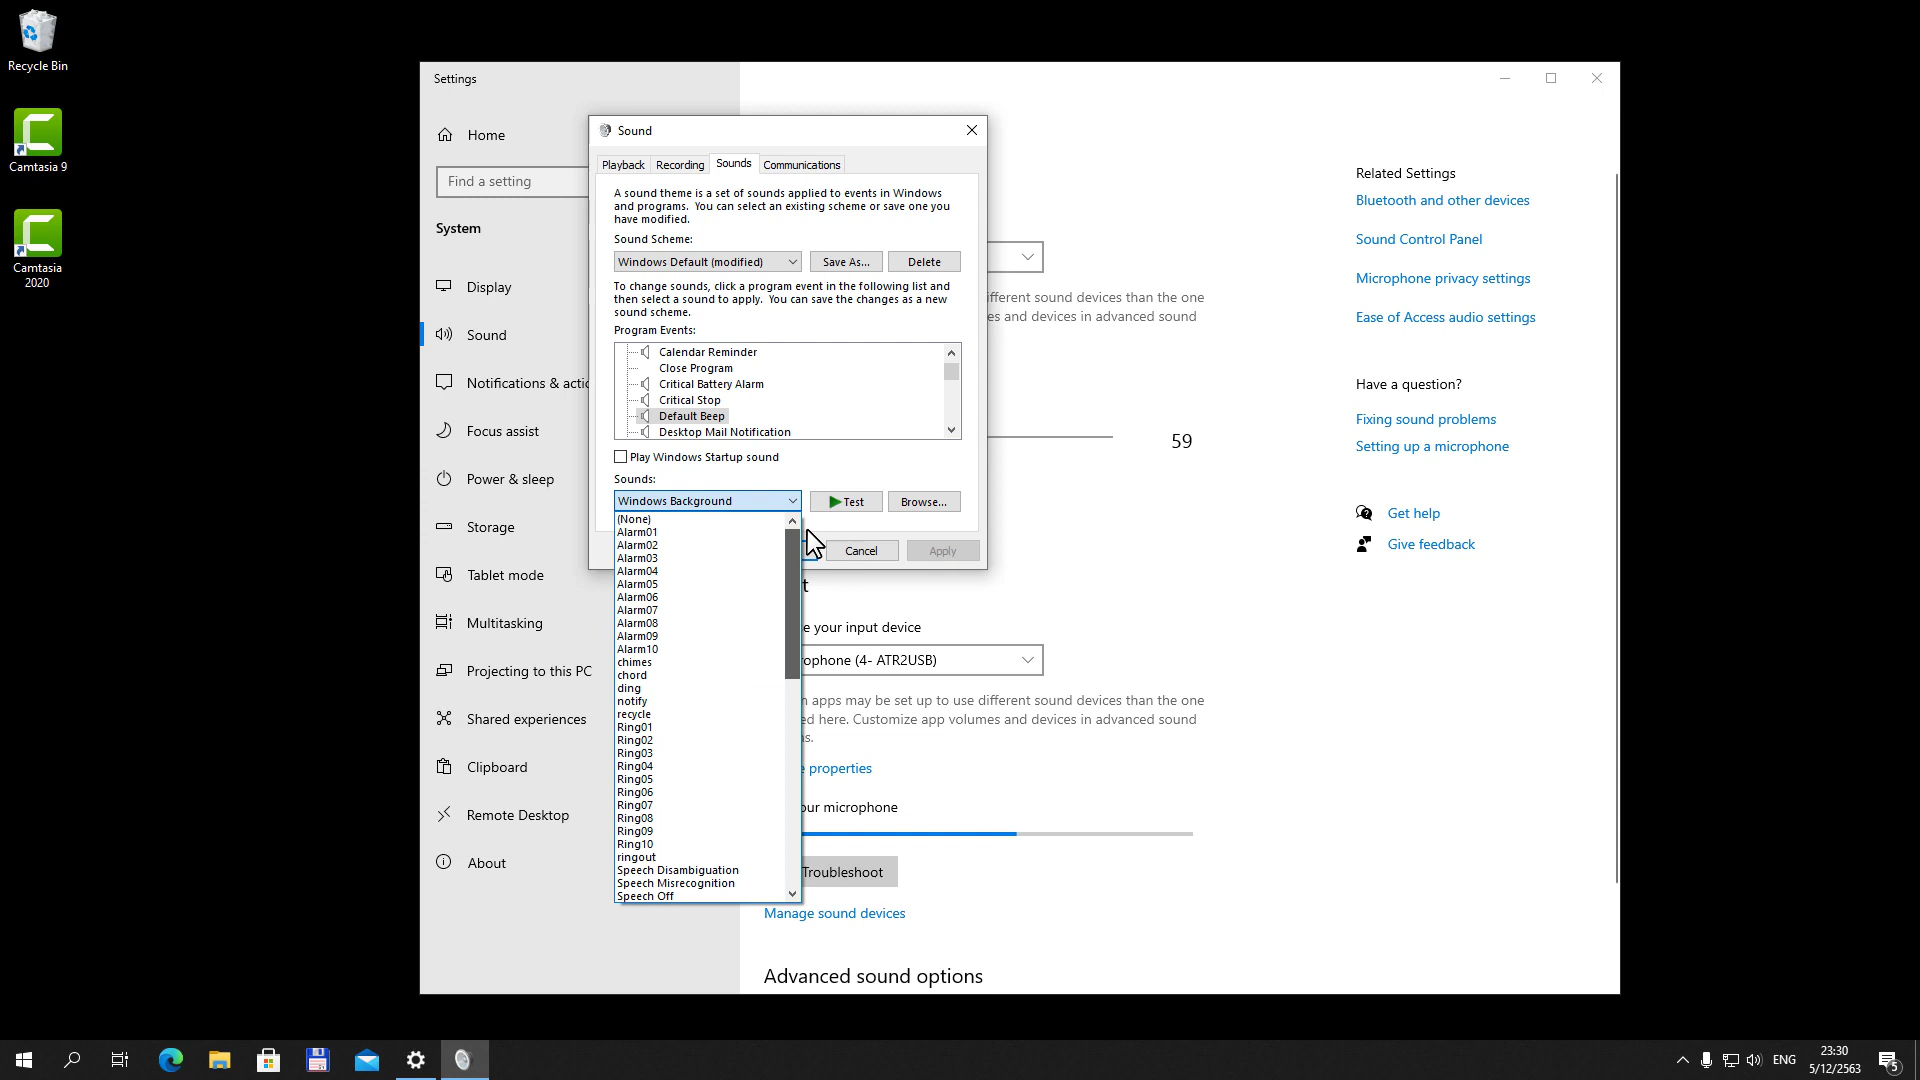 Recycle Bin
Camtasia 9
Camtasia
2020
Settings
Home
Find a setting
System
Display
Sound
Notifications & actic
Focus assist
Power & sleep
Storage
Tablet mode
Multitasking
Projecting to this PC
Shared experiences
Clipboard
Remote Desktop
About
Sound
Playback
Recording
Sounds
Communications
A sound theme is a set of sounds applied to events in Windows
and programs. You can select an existing scheme or save one you
have modified.
Sound Scheme:
Windows Default (modified)
Save As...
Delete
To change sounds, click a program event in the following list and
then select a sound to apply. You can save the changes as a new
sound scheme.
Program Events:
Calendar Reminder
Close Program
Critical Battery Alarm
Critical Stop
Default Beep
Desktop Mail Notification
Play Windows Startup sound
Sounds:
Windows Background
Test
Browse...
(None)
Alarm01
Alarm02
Alarm03
Alarm04
Alarm05
Alarm06
Alarm07
Alarm08
Alarm09
Alarm10
chimes
chord
ding
notify
recycle
Ring01
Ring02
Ring03
Ring04
Ring05
Ring06
Ring07
Ring08
Ring09
Ring10
ringout
Speech Disambiguation
Speech Misrecognition
Speech Off
Cancel
Apply
ifferent sound devices than the one
es and devices in advanced sound
59
t
e your input device
ophone (4- ATR2USB)
n apps may be set up to use different sound devices than the one
ed here. Customize app volumes and devices in advanced sound
ns.
e properties
our microphone
Troubleshoot
Manage sound devices
Advanced sound options
Related Settings
Bluetooth and other devices
Sound Control Panel
Microphone privacy settings
Ease of Access audio settings
Have a question?
Fixing sound problems
Setting up a microphone
Get help
Give feedback
ENG
23:30
5/12/2563
5